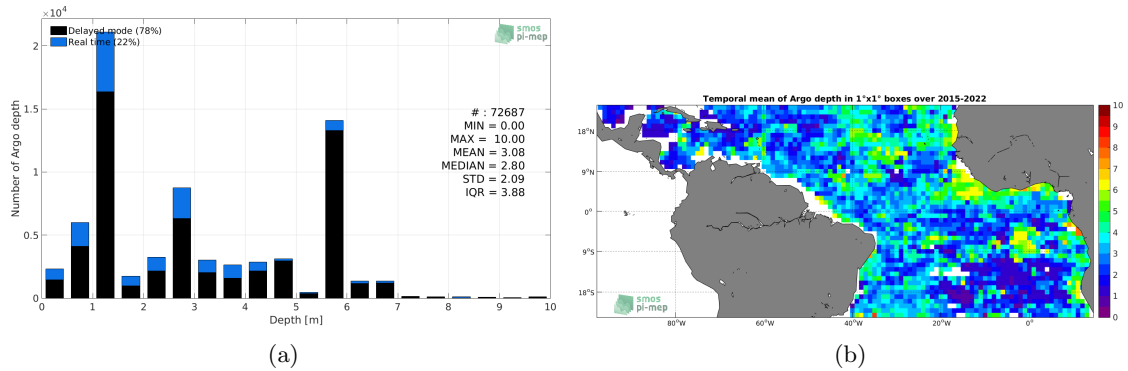 ×10⁴
Delayed mode (78%)
Real time (22%)
smos
pi-mep
2
1.5
1
0.5
0
Number of Argo depth
# : 72687
MIN = 0.00
MAX = 10.00
MEAN = 3.08
MEDIAN = 2.80
STD = 2.09
IQR = 3.88
0 1 2 3 4 5 6 7 8 9 10
Depth [m]
(a)
Temporal mean of Argo depth in 1°x1° boxes over 2015-2022
18°N
9°N
0°
9°S
18°S
80°W 60°W 40°W 20°W 0°
smos
pi-mep
10
9
8
7
6
5
4
3
2
1
0
(b)